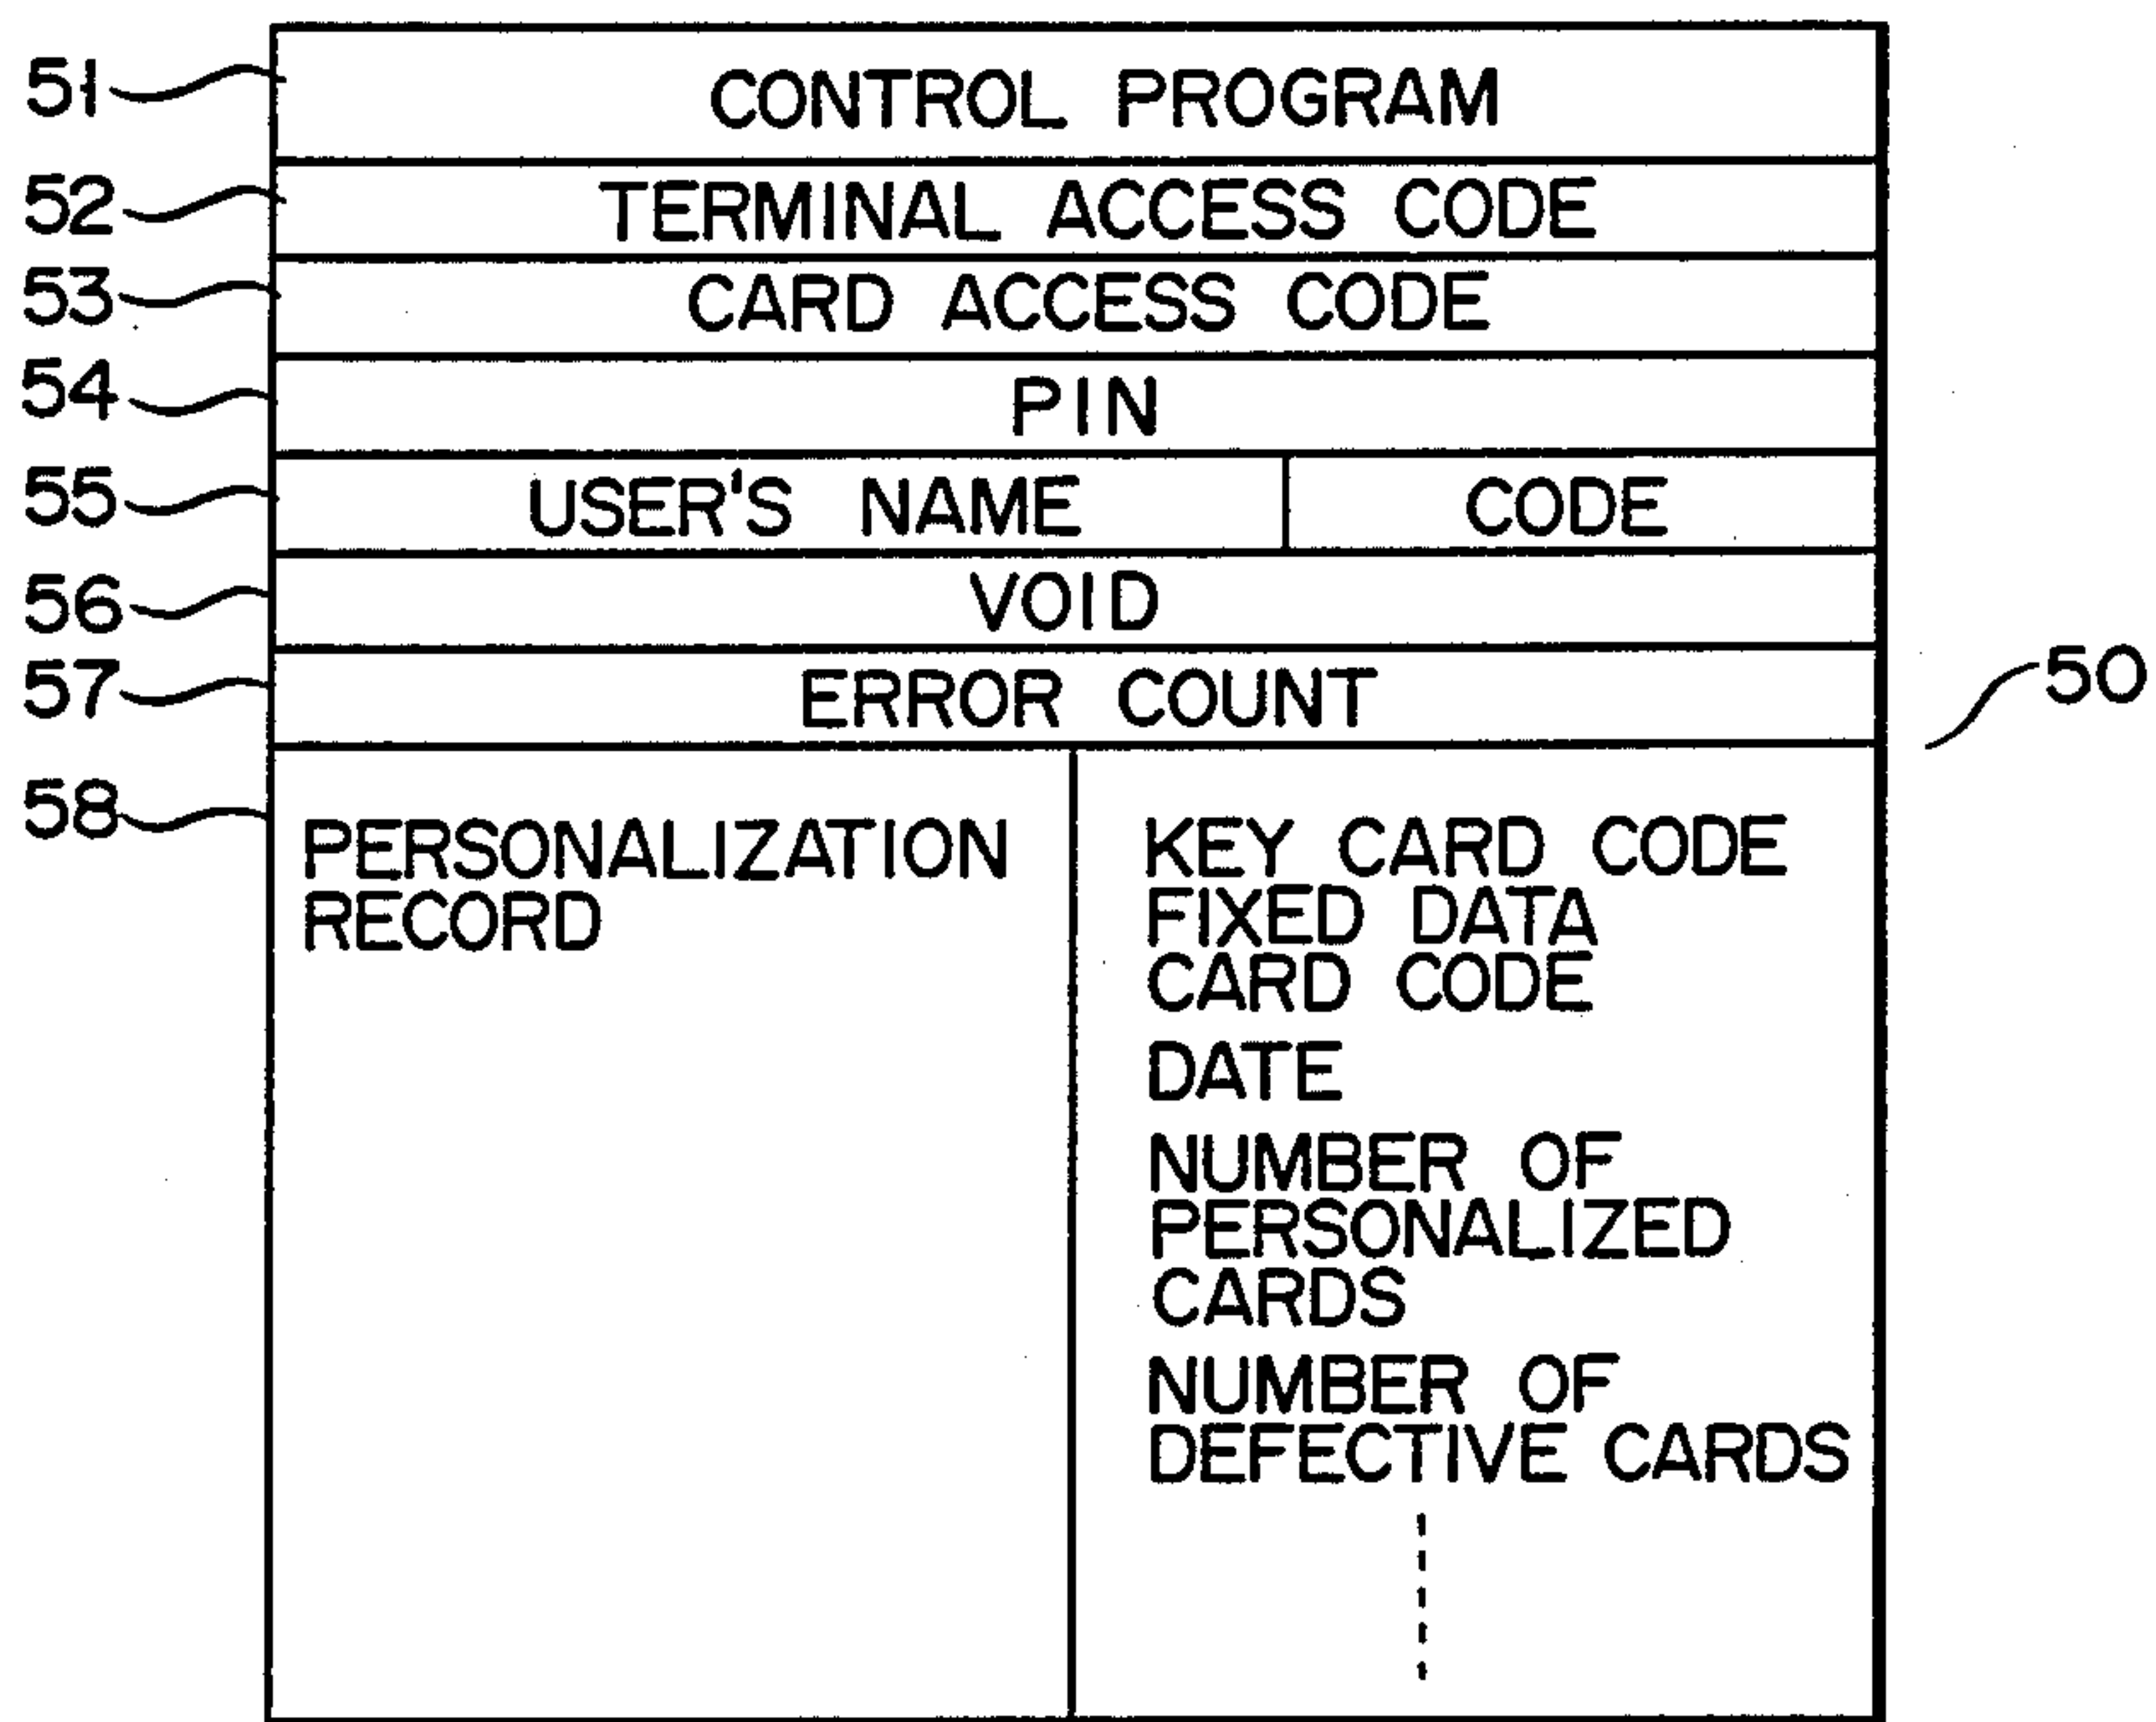 51 CONTROL PROGRAM
52 TERMINAL ACCESS CODE
53 CARD ACCESS CODE
54 PIN
55 USER'S NAME CODE
56 VOID
57 ERROR COUNT
50
58
PERSONALIZATION
RECORD
KEY CARD CODE
FIXED DATA
CARD CODE
DATE
NUMBER OF
PERSONALIZED
CARDS
NUMBER OF
DEFECTIVE CARDS